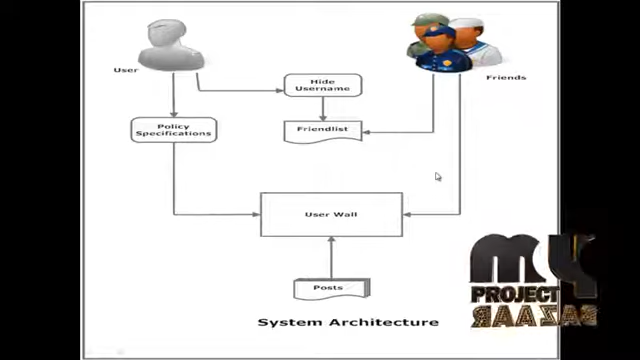 User
Friends
Hide
Username
Policy
Specifications
Friendlist
User Wall
Posts
System Architecture
my
PROJECT
BAZAAR